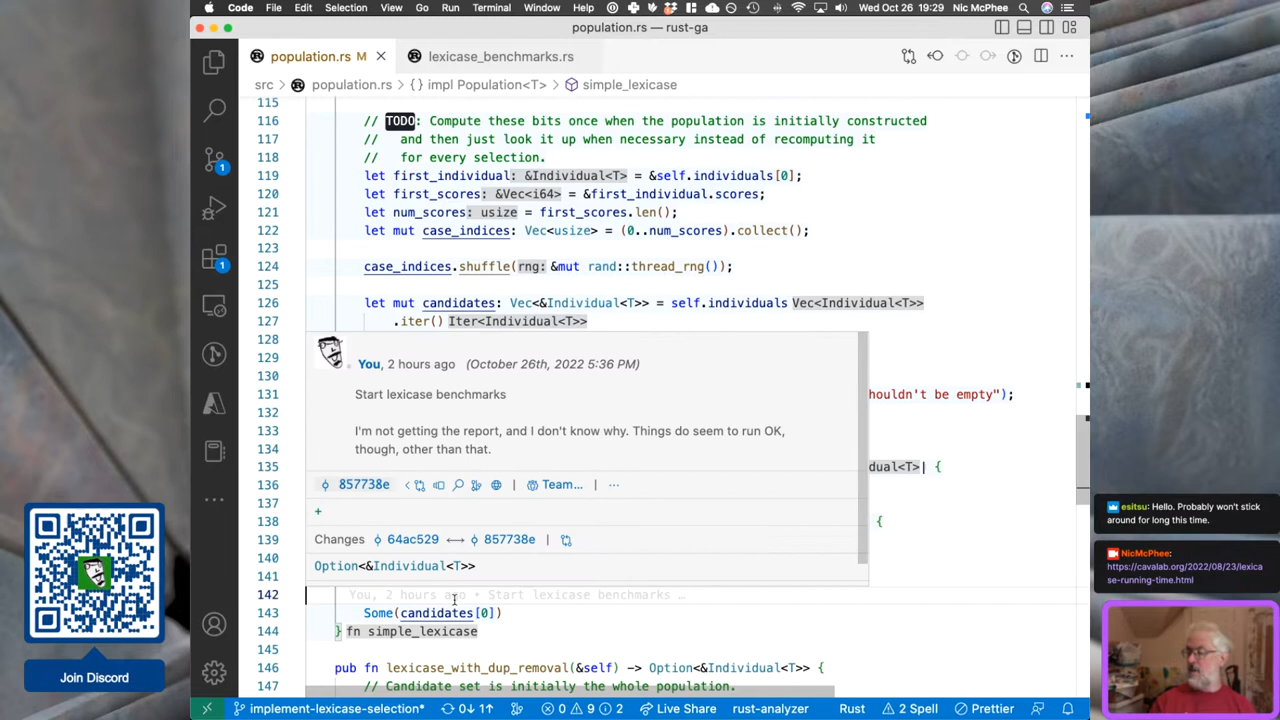 Code File Edit Selection View Go Run Terminal Window Help Wed Oct 26 19:29 Nic McPhee
population.rs — rust-ga
population.rs M lexicase_benchmarks.rs
src > population.rs > {} impl Population<T> > simple_lexicase
115
116 // TODO: Compute these bits once when the population is initially constructed
117 // and then just look it up when necessary instead of recomputing it
118 // for every selection.
119 let first_individual: &Individual<T> = &self.individuals[0];
120 let first_scores: &Vec<i64> = &first_individual.scores;
121 let num_scores: usize = first_scores.len();
122 let mut case_indices: Vec<usize> = (0..num_scores).collect();
123
124 case_indices.shuffle(rng: &mut rand::thread_rng());
125
126 let mut candidates: Vec<&Individual<T>> = self.individuals Vec<Individual<T>>
127 .iter() Iter<Individual<T>>
128
129 You, 2 hours ago (October 26th, 2022 5:36 PM)
130 Start lexicase benchmarks
131 houldn't be empty");
132 I'm not getting the report, and I don't know why. Things do seem to run OK,
133 though, other than that.
134
135 dual<T>| {
136 857738e Team... ...
137 +
138 {
139 Changes 64ac529 ⟷ 857738e
140 Option<&Individual<T>>
141
142 You, 2 hours ago • Start lexicase benchmarks …
143 Some(candidates[0])
144 } fn simple_lexicase
145
146 pub fn lexicase_with_dup_removal(&self) -> Option<&Individual<T>> {
147 // Candidate set is initially the whole population.
1
1
Join Discord
esitsu: Hello. Probably won't stick
around for long this time.
NicMcPhee:
https://cavalab.org/2022/08/23/lexica
se-running-time.html
implement-lexicase-selection* 0↓ 1↑ 0 9 2 Live Share rust-analyzer Rust 2 Spell Prettier